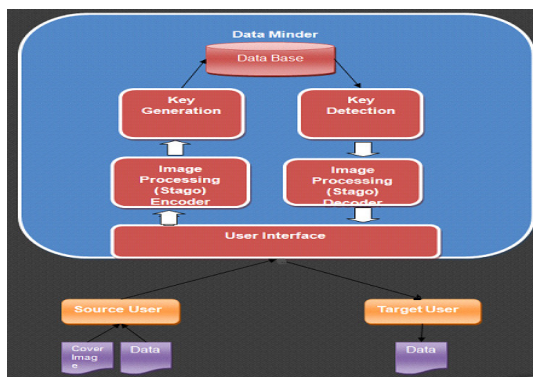 Data Minder
Data Base
Key
Generation
Key
Detection
Image
Processing
(Stago)
Encoder
Image
Processing
(Stago)
Decoder
User Interface
Source User
Target User
Cover
Imag
e
Data
Data